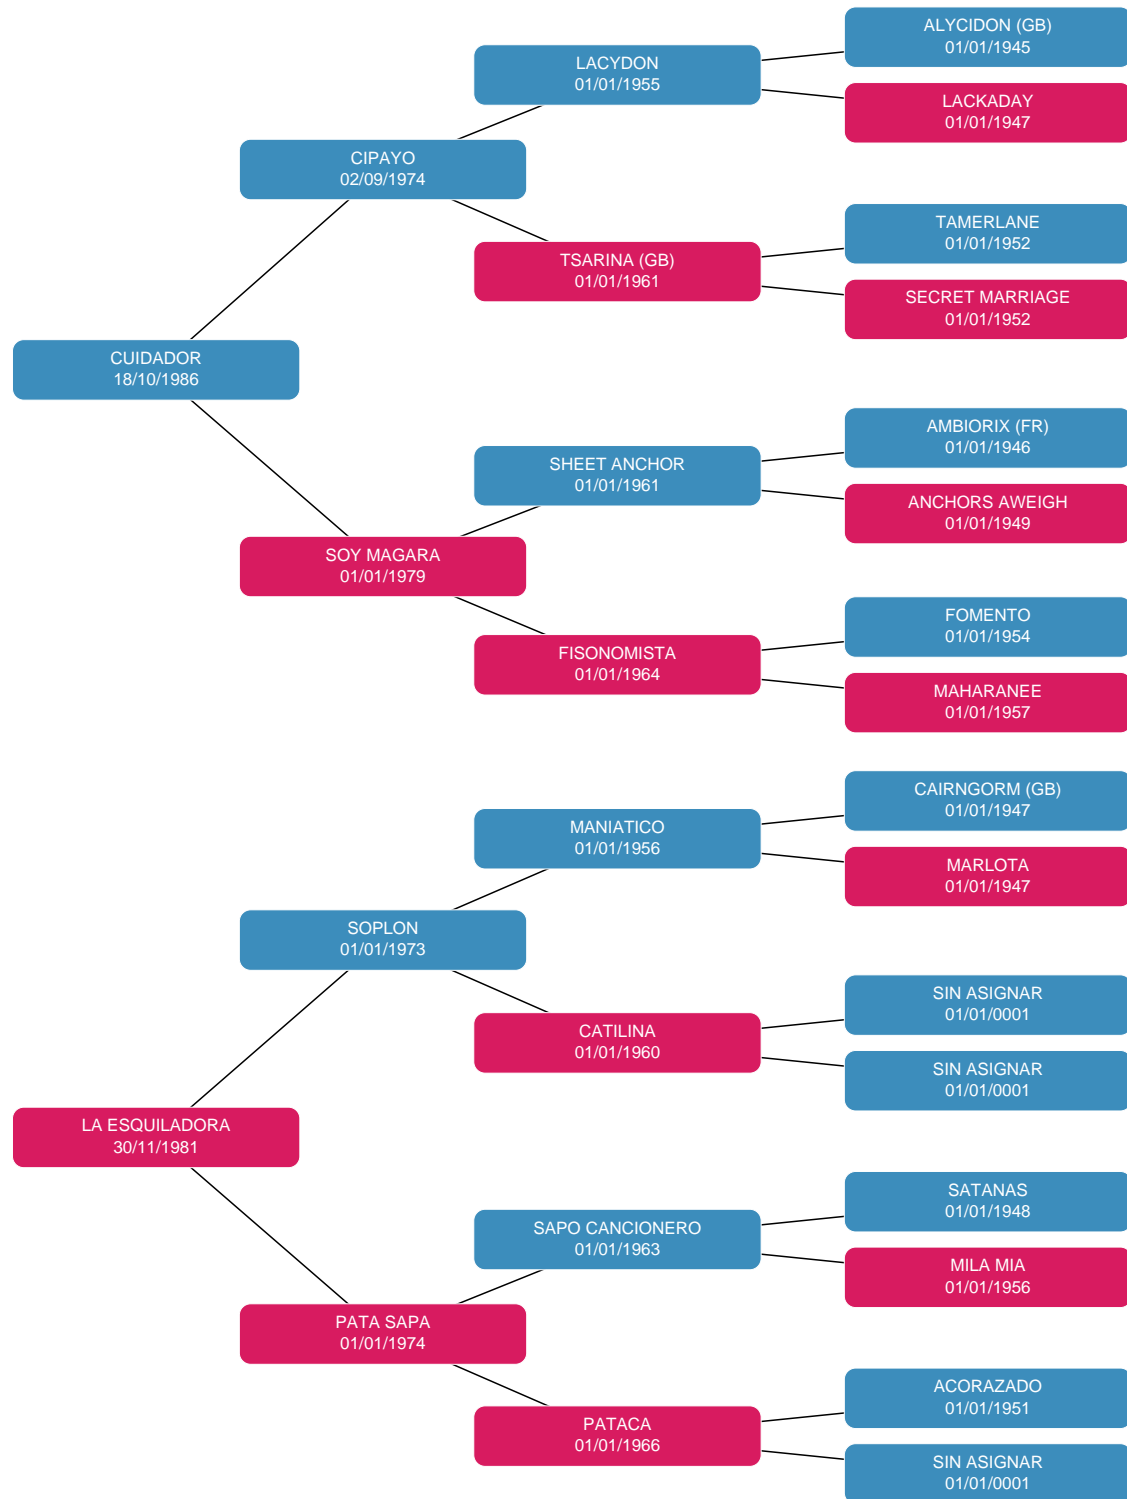 ALYCIDON (GB)
01/01/1945
LACYDON
01/01/1955
LACKADAY
01/01/1947
CIPAYO
02/09/1974
TAMERLANE
01/01/1952
TSARINA (GB)
01/01/1961
SECRET MARRIAGE
01/01/1952
CUIDADOR
18/10/1986
AMBIORIX (FR)
01/01/1946
SHEET ANCHOR
01/01/1961
ANCHORS AWEIGH
01/01/1949
SOY MAGARA
01/01/1979
FOMENTO
01/01/1954
FISONOMISTA
01/01/1964
MAHARANEE
01/01/1957
CAIRNGORM (GB)
01/01/1947
MANIATICO
01/01/1956
MARLOTA
01/01/1947
SOPLON
01/01/1973
SIN ASIGNAR
01/01/0001
CATILINA
01/01/1960
SIN ASIGNAR
01/01/0001
LA ESQUILADORA
30/11/1981
SATANAS
01/01/1948
SAPO CANCIONERO
01/01/1963
MILA MIA
01/01/1956
PATA SAPA
01/01/1974
ACORAZADO
01/01/1951
PATACA
01/01/1966
SIN ASIGNAR
01/01/0001